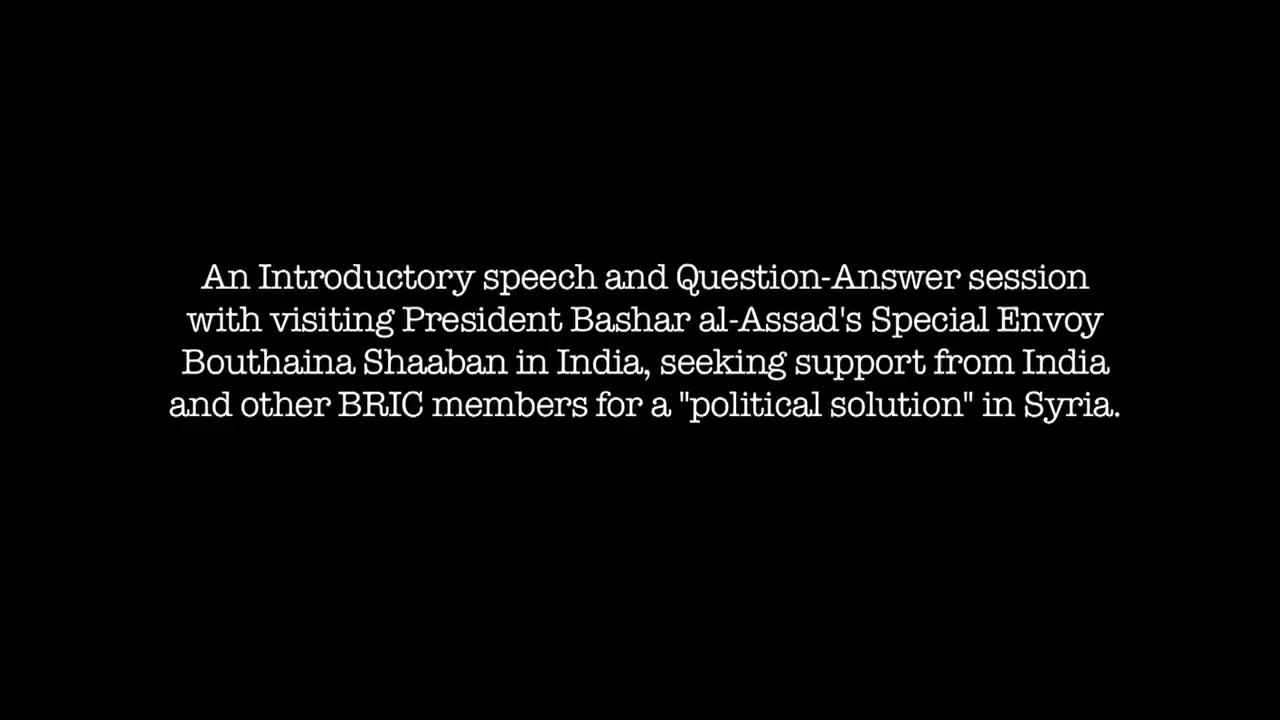 An Introductory speech and Question-Answer session
with visiting President Bashar al-Assad's Special Envoy
Bouthaina Shaaban in India, seeking support from India
and other BRIC members for a "political solution" in Syria.